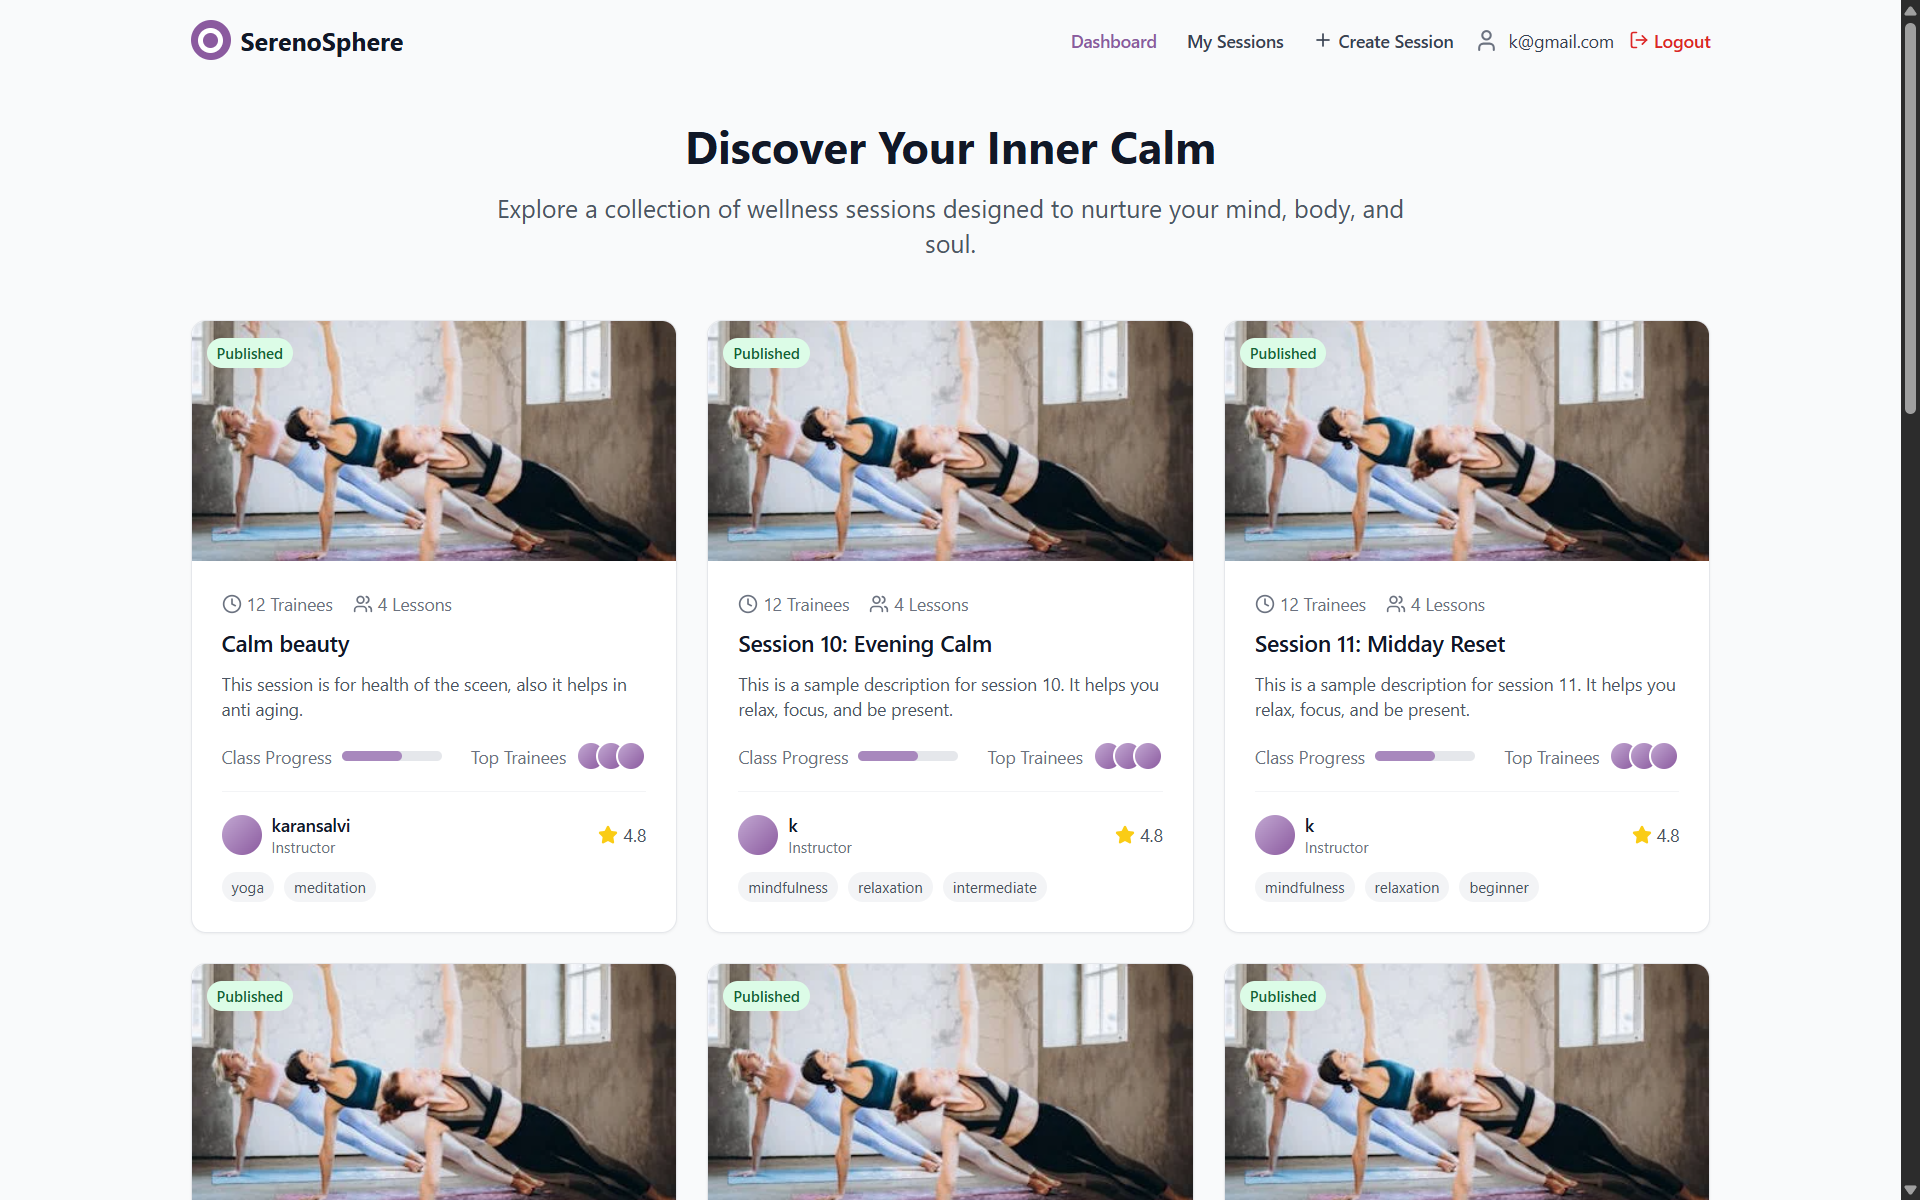 SerenoSphere
Dashboard My Sessions + Create Session k@gmail.com Logout
Discover Your Inner Calm
Explore a collection of wellness sessions designed to nurture your mind, body, and
soul.
Published
12 Trainees 4 Lessons
Calm beauty
This session is for health of the sceen, also it helps in
anti aging.
Class Progress Top Trainees
karansalvi
Instructor
4.8
yoga meditation
Published
12 Trainees 4 Lessons
Session 10: Evening Calm
This is a sample description for session 10. It helps you
relax, focus, and be present.
Class Progress Top Trainees
k
Instructor
4.8
mindfulness relaxation intermediate
Published
12 Trainees 4 Lessons
Session 11: Midday Reset
This is a sample description for session 11. It helps you
relax, focus, and be present.
Class Progress Top Trainees
k
Instructor
4.8
mindfulness relaxation beginner
Published
Published
Published